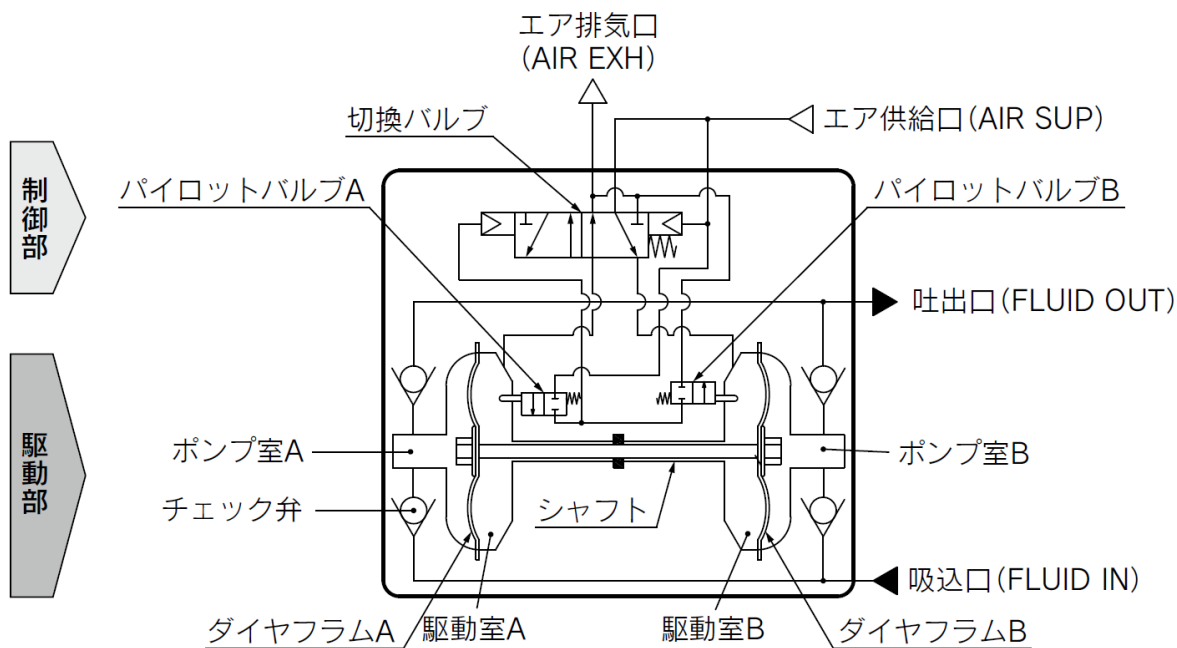 エア排気口
(AIR EXH)
切換バルブ
エア供給口(AIR SUP)
制御部
パイロットバルブA
パイロットバルブB
吐出口(FLUID OUT)
駆動部
ポンプ室A
ポンプ室B
チェック弁
シャフト
吸込口(FLUID IN)
ダイヤフラムA
駆動室A
駆動室B
ダイヤフラムB